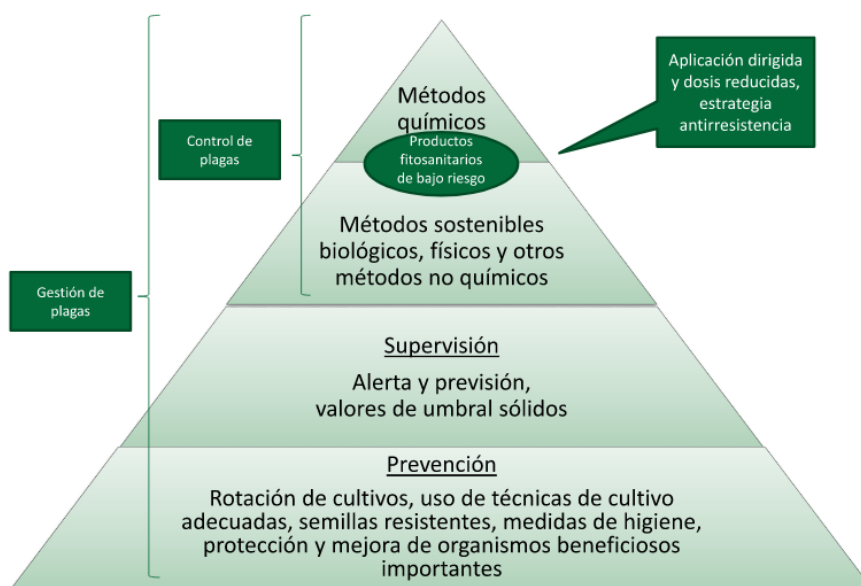 Métodos
químicos
Productos
fitosanitarios
de bajo riesgo
Aplicación dirigida
y dosis reducidas,
estrategia
antirresistencia
Control de
plagas
Métodos sostenibles
biológicos, físicos y otros
métodos no químicos
Gestión de
plagas
Supervisión
Alerta y previsión,
valores de umbral sólidos
Prevención
Rotación de cultivos, uso de técnicas de cultivo
adecuadas, semillas resistentes, medidas de higiene,
protección y mejora de organismos beneficiosos
importantes